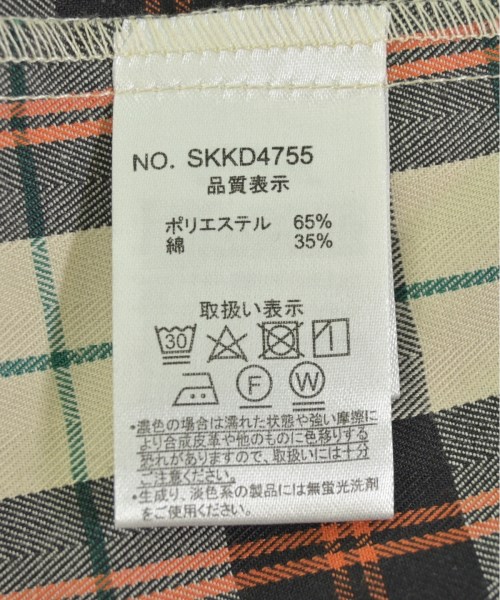 NO. SKKD4755
品質表示
ポリエステル 65%
綿 35%
取扱い表示
30
F W
•濃色の場合は濡れた状態や強い摩擦に
より合成皮革や他のものに色移りする
恐れがありますので、取扱いには十分
ご注意ください。
•生成り、淡色系の製品には無蛍光洗剤
をご使用ください。